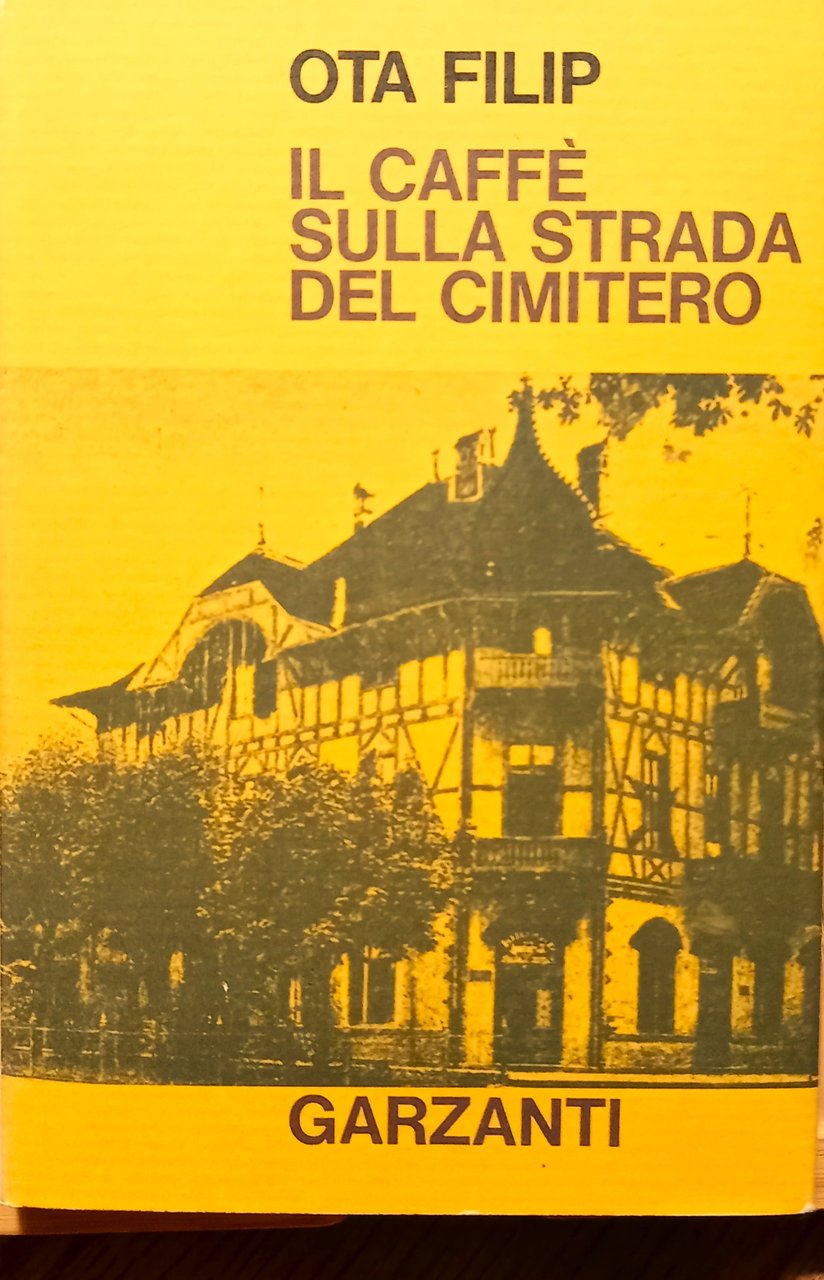 OTA FILIP
IL CAFFÈ
SULLA STRADA
DEL CIMITERO
GARZANTI